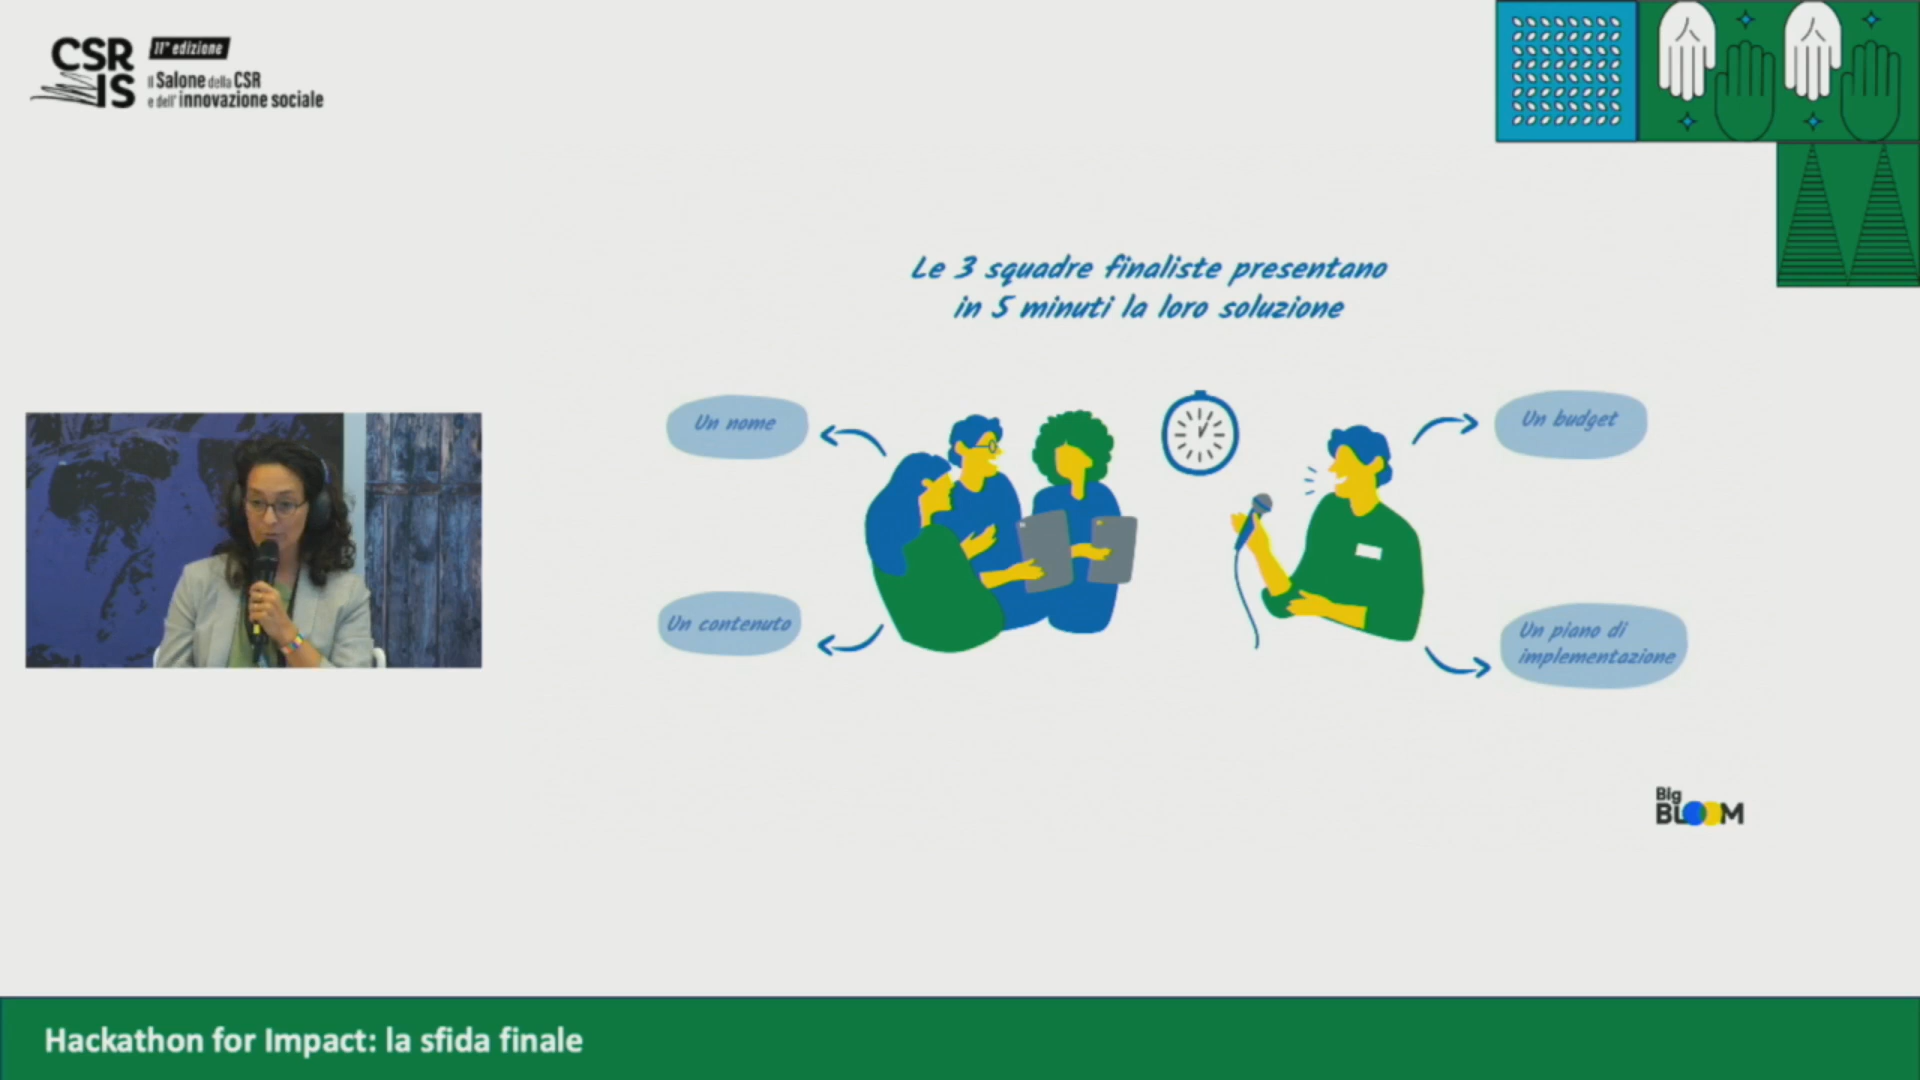 CSR
IS
11ª edizione
il Salone della CSR
e dell'innovazione sociale
Le 3 squadre finaliste presentano
in 5 minuti la loro soluzione
Un nome
Un budget
Un contenuto
Un piano di
implementazione
Big
BLOOM
Hackathon for Impact: la sfida finale